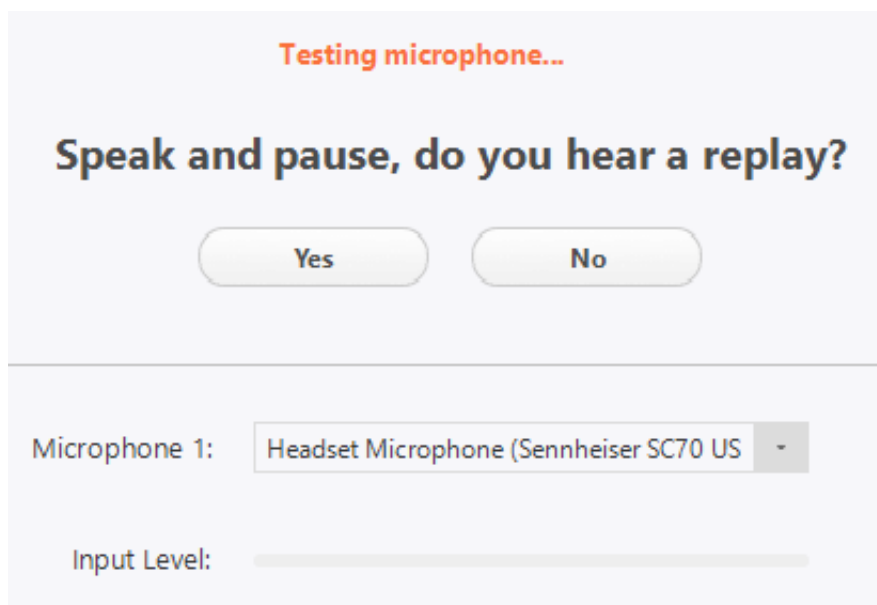 Testing microphone...
Speak and pause, do you hear a replay?
Yes
No
Microphone 1:
Headset Microphone (Sennheiser SC70 US
Input Level: